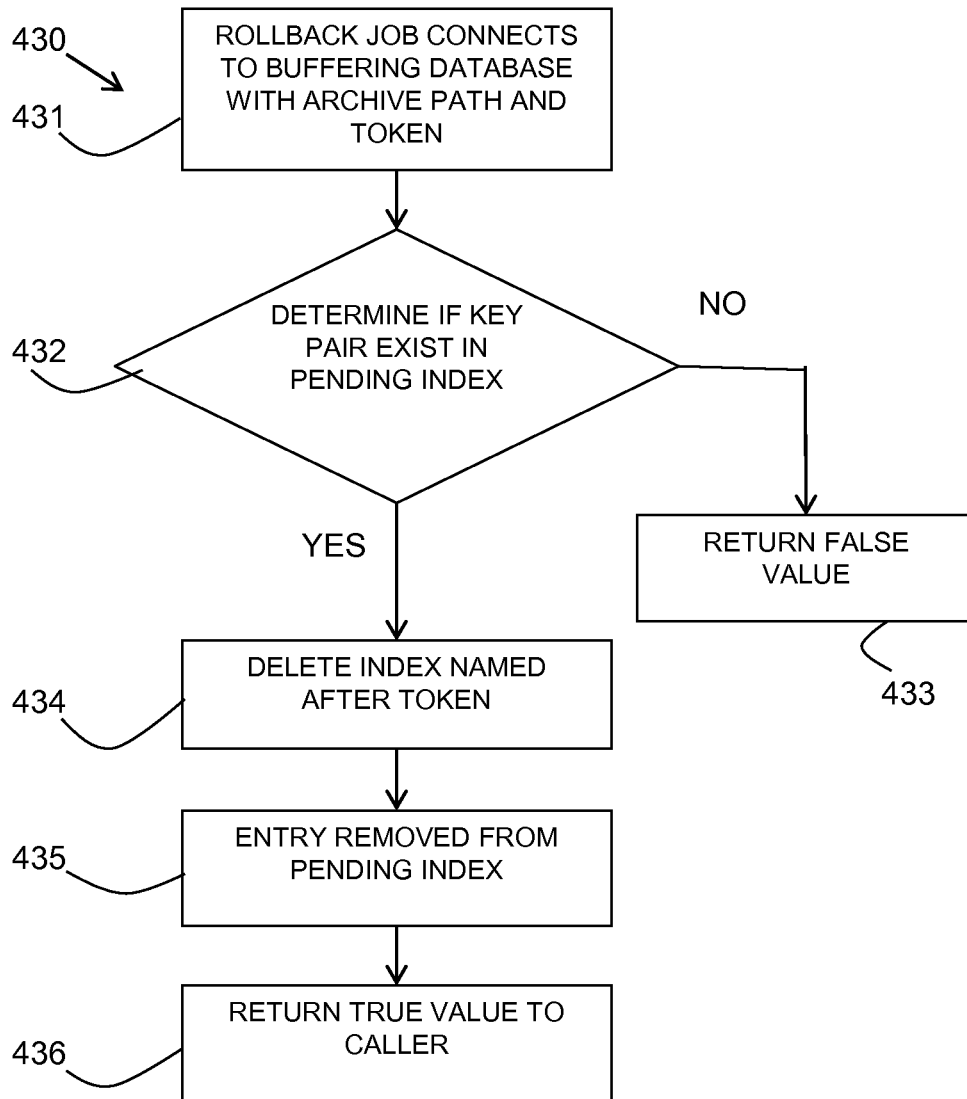 430
431
ROLLBACK JOB CONNECTS
TO BUFFERING DATABASE
WITH ARCHIVE PATH AND
TOKEN
432
DETERMINE IF KEY
PAIR EXIST IN
PENDING INDEX
NO
YES
RETURN FALSE
VALUE
433
434
DELETE INDEX NAMED
AFTER TOKEN
435
ENTRY REMOVED FROM
PENDING INDEX
436
RETURN TRUE VALUE TO
CALLER